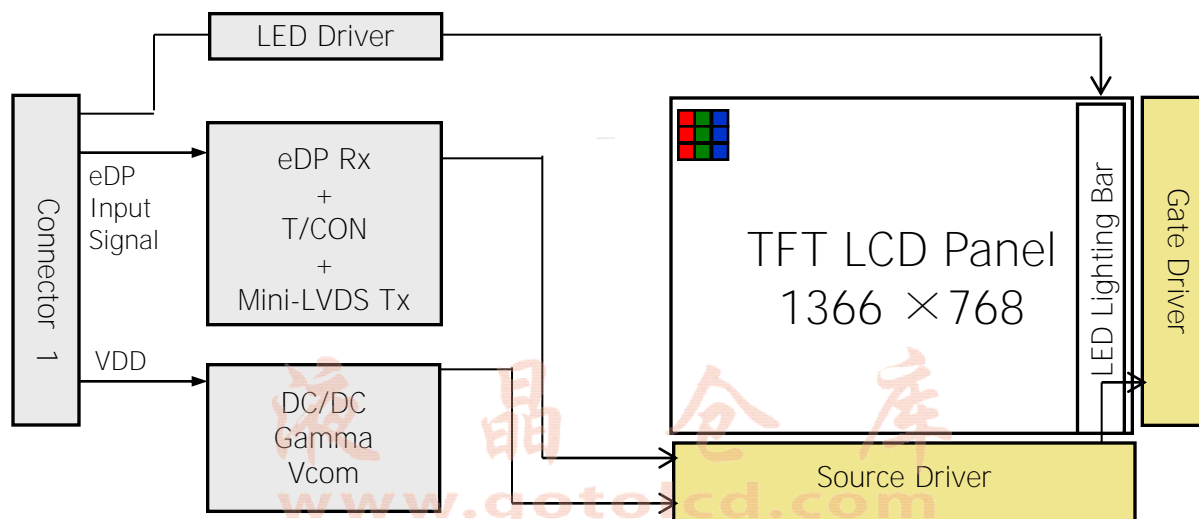 LED Driver
Connector 1
eDP
Input
Signal
eDP Rx
+
T/CON
+
Mini-LVDS Tx
VDD
DC/DC
Gamma
Vcom
TFT LCD Panel
1366 ×768
LED Lighting Bar
Gate Driver
Source Driver
液晶仓库
www.gotolcd.com